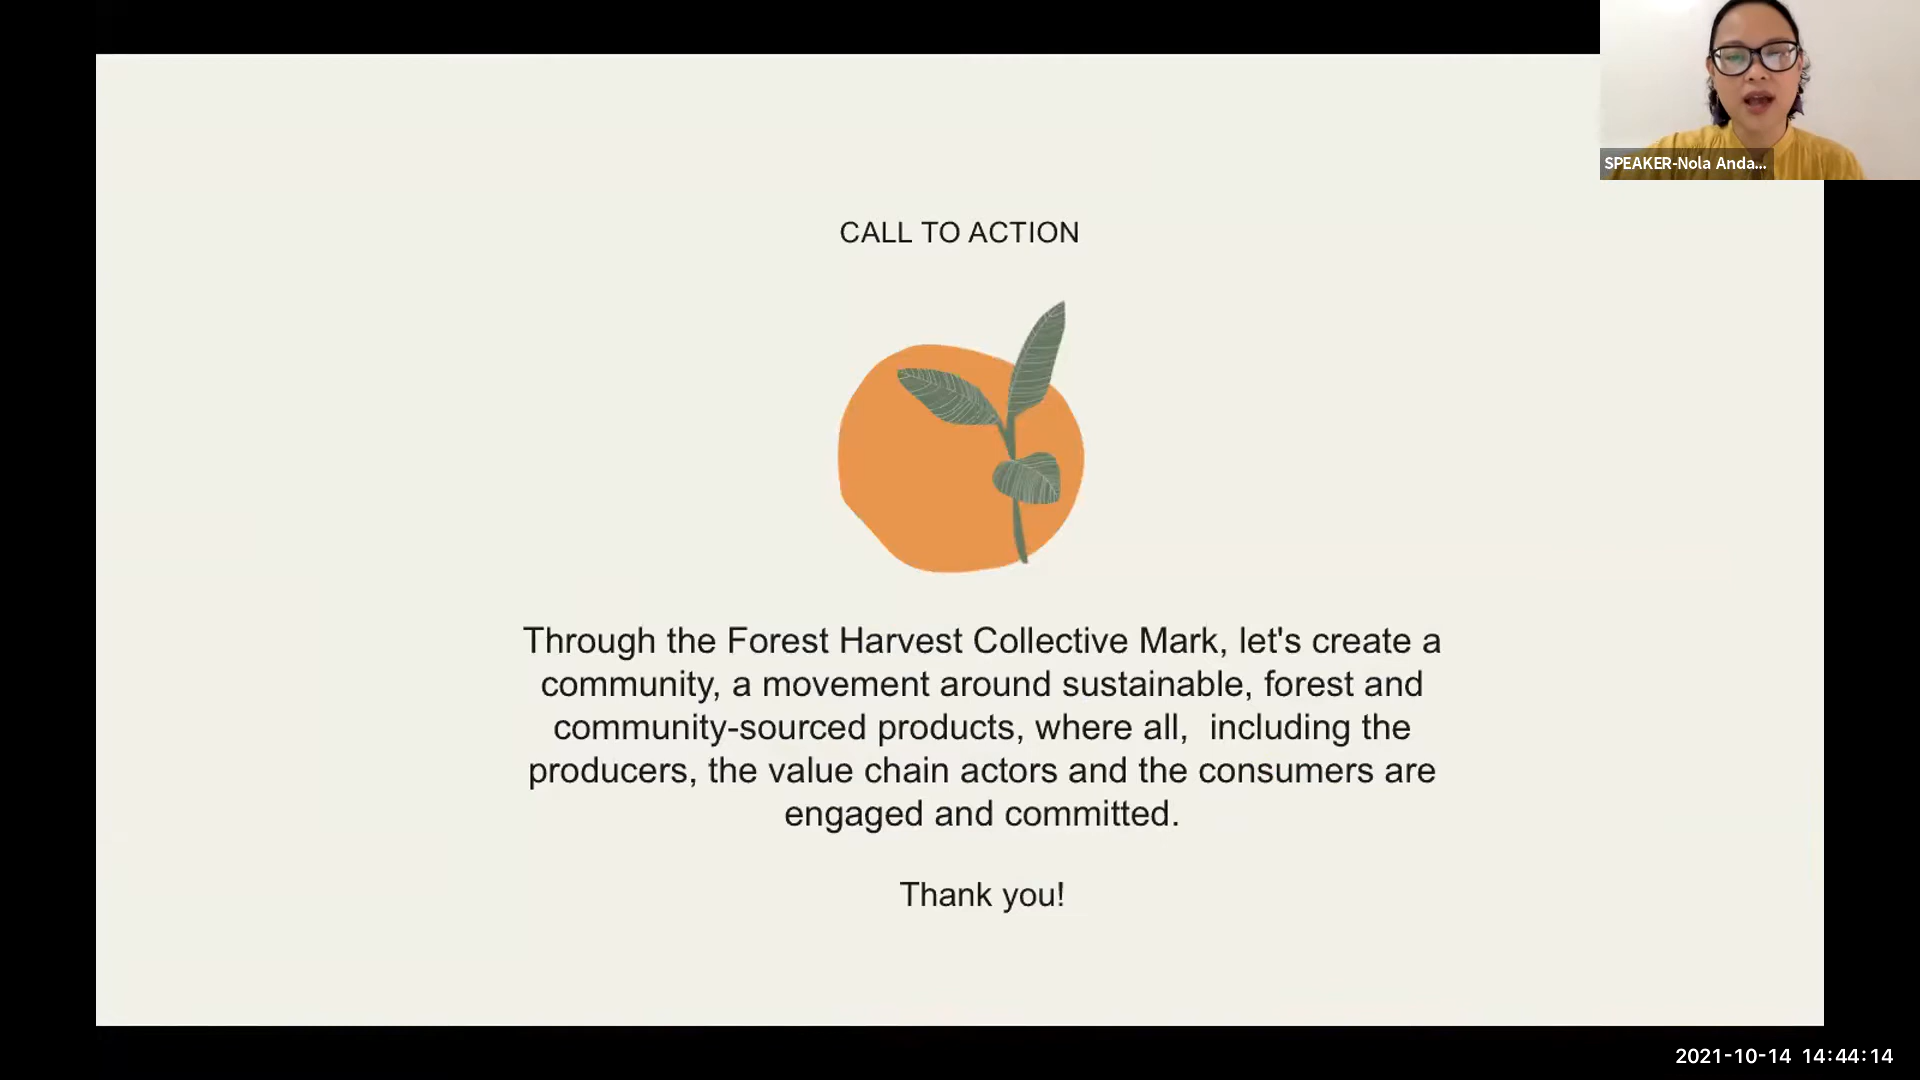 SPEAKER-Nola Anda...
CALL TO ACTION
Through the Forest Harvest Collective Mark, let's create a
community, a movement around sustainable, forest and
community-sourced products, where all,  including the
producers, the value chain actors and the consumers are
engaged and committed.
Thank you!
2021-10-14 14:44:14